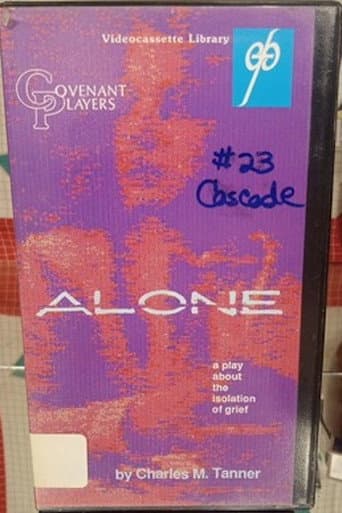 Videocassette Library
COVENANT
PLAYERS
#23
Cascade
ALONE
a play
about
the
isolation
of grief
by Charles M. Tanner